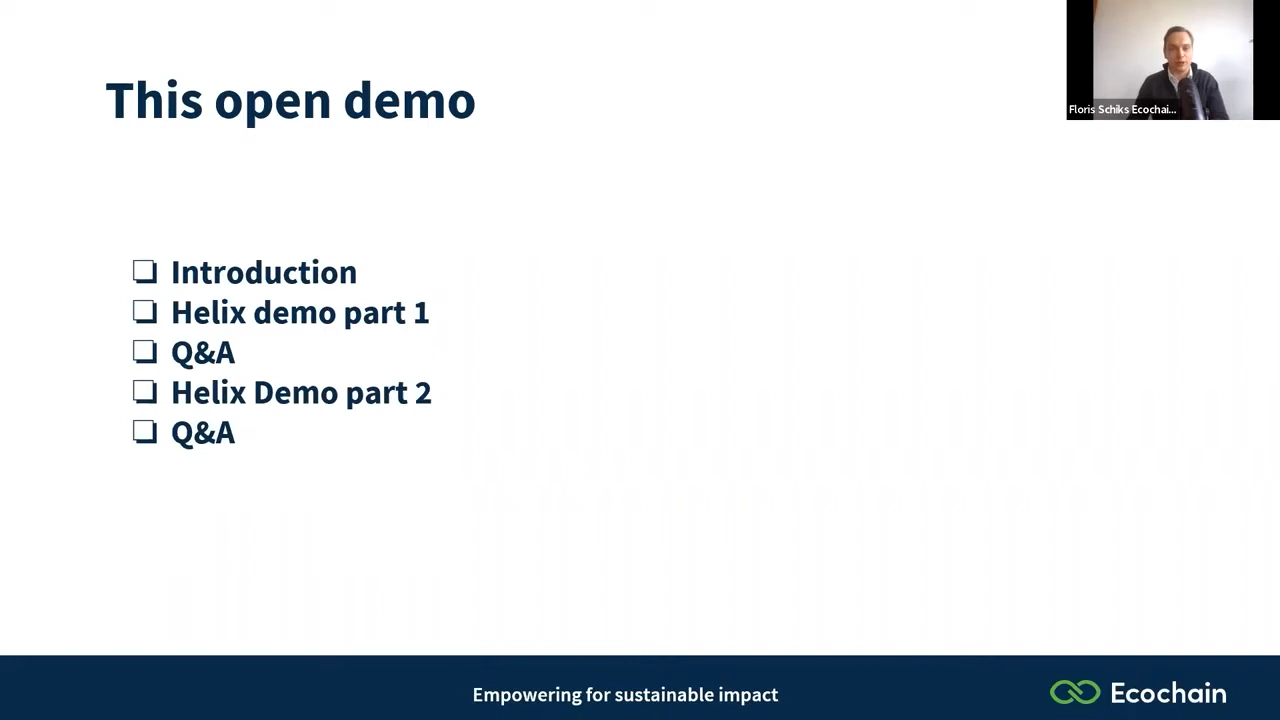 This open demo
Floris Schiks Ecochai...
❏ Introduction
❏ Helix demo part 1
❏ Q&A
❏ Helix Demo part 2
❏ Q&A
Empowering for sustainable impact
Ecochain